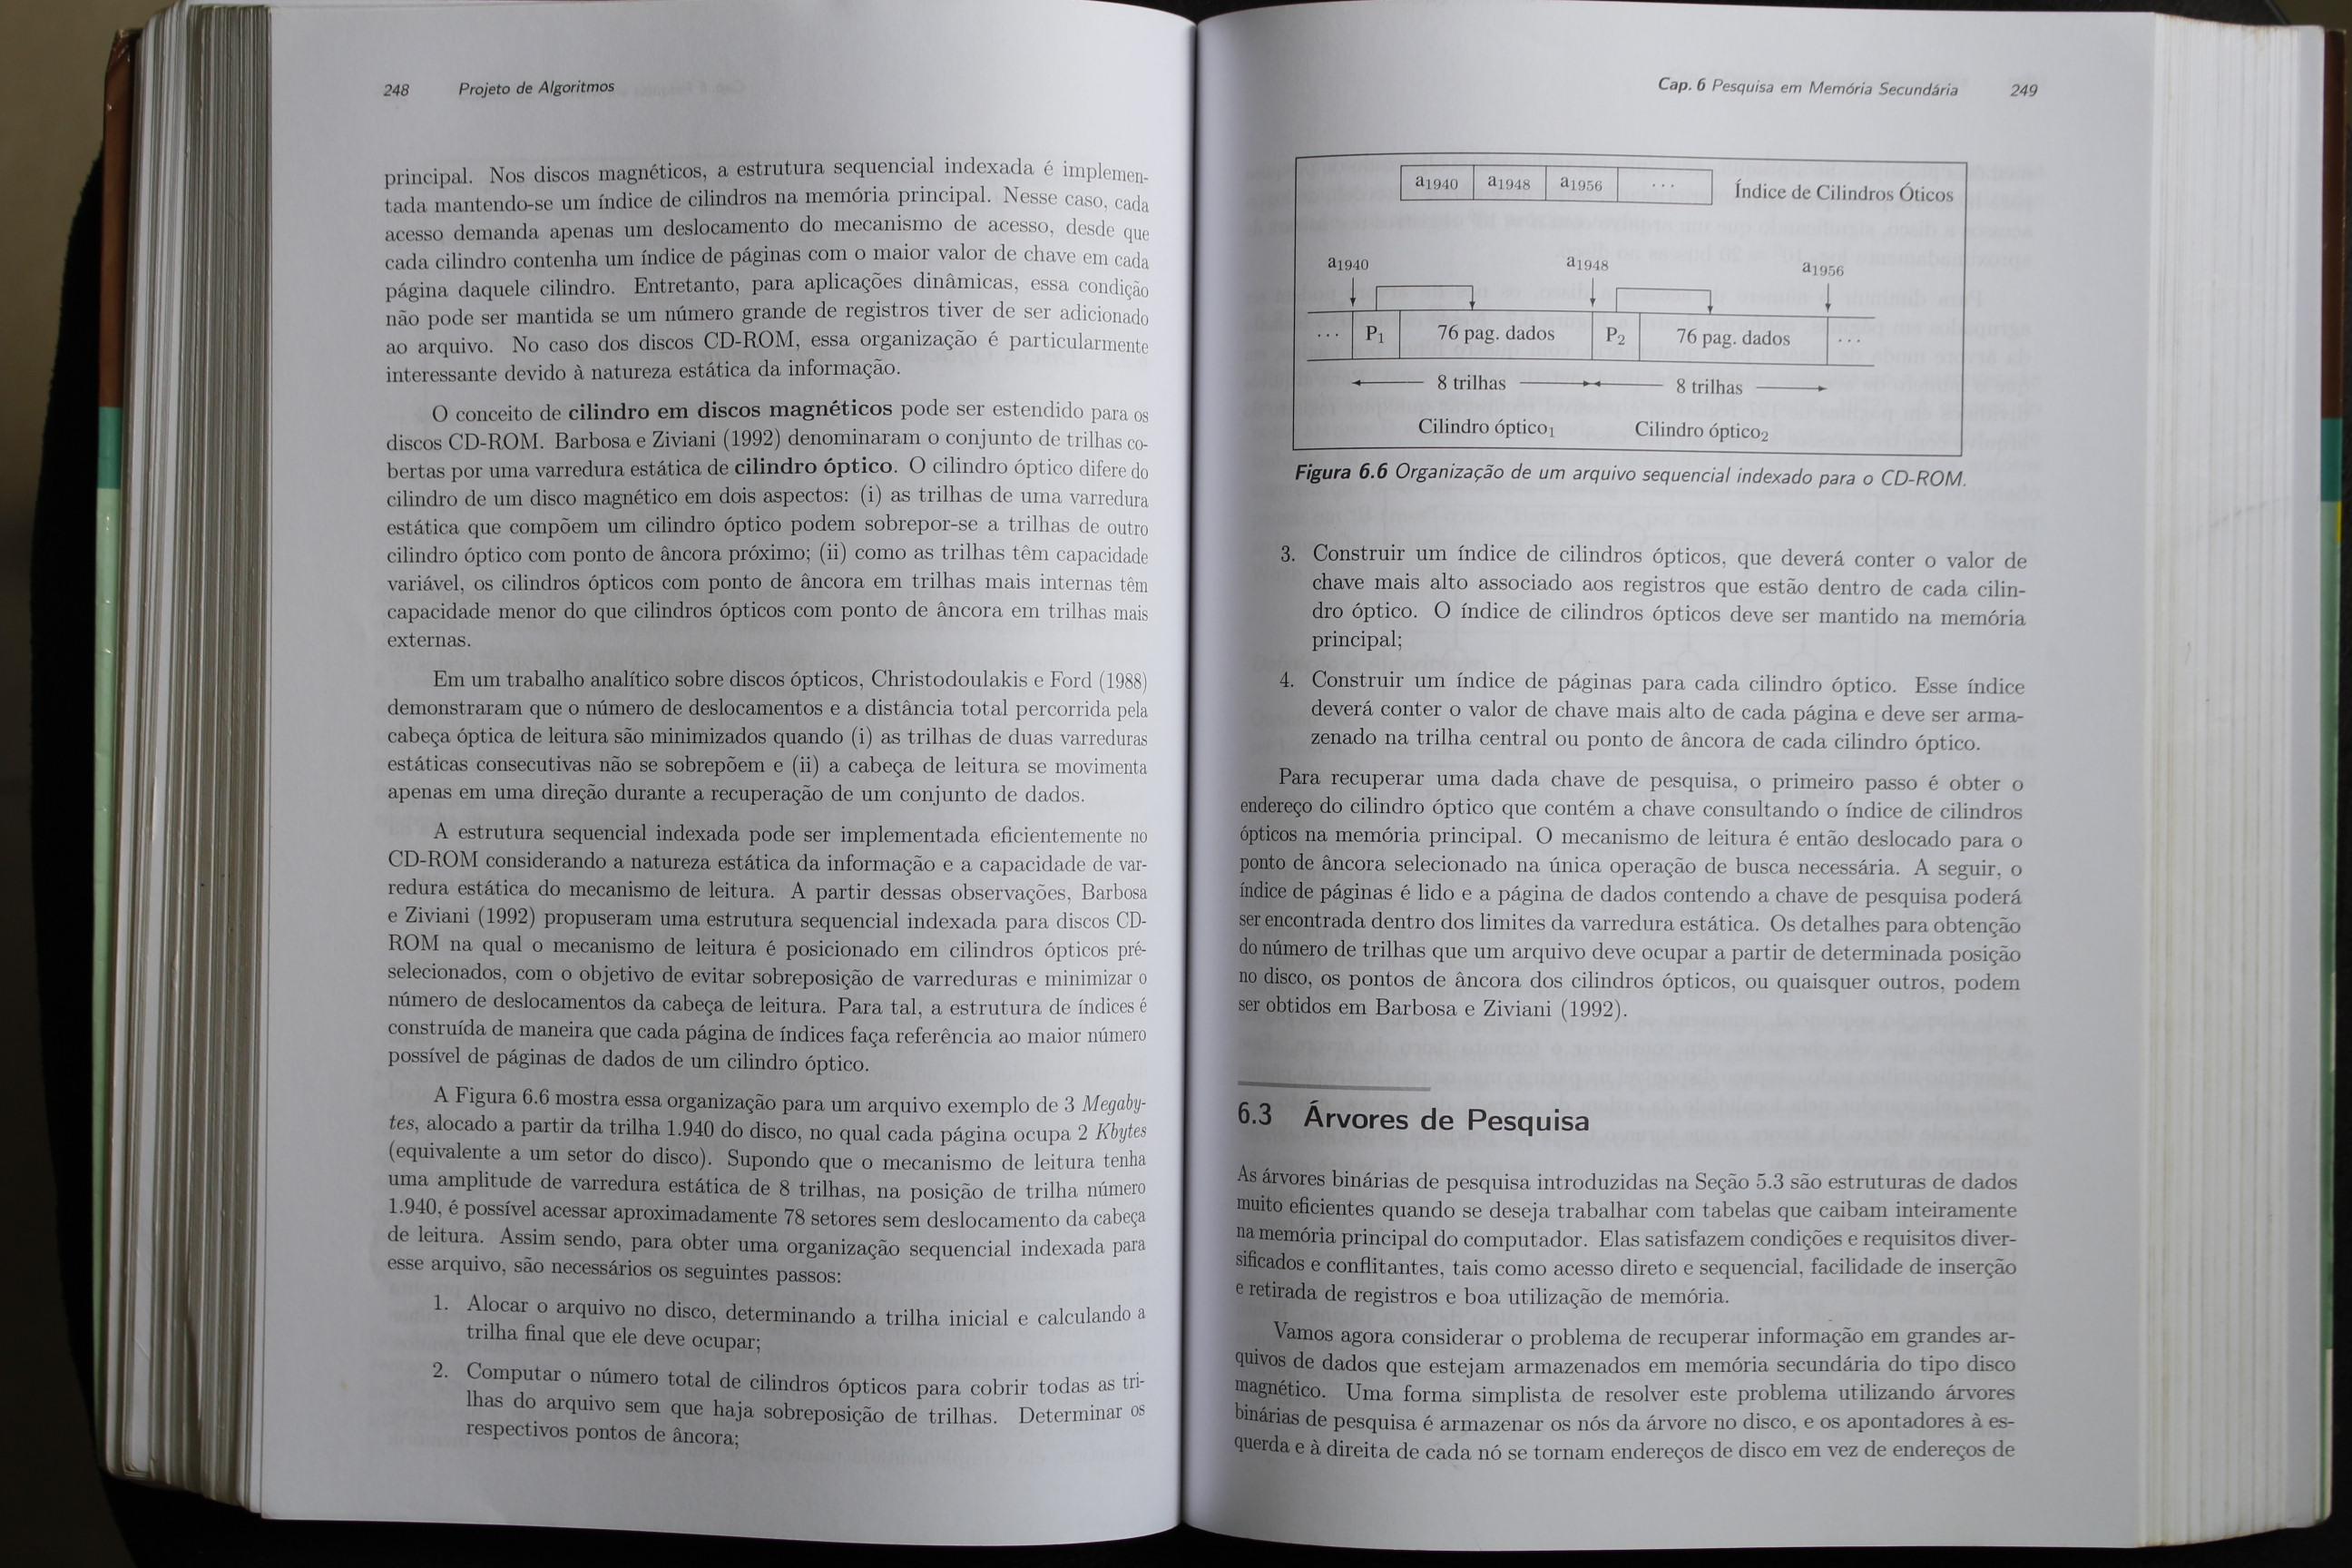 248 Projeto de Algoritmos
principal. Nos discos magnéticos, a estrutura sequencial indexada é implemen-
tada mantendo-se um índice de cilindros na memória principal. Nesse caso, cada
acesso demanda apenas um deslocamento do mecanismo de acesso, desde que
cada cilindro contenha um índice de páginas com o maior valor de chave em cada
página daquele cilindro. Entretanto, para aplicações dinâmicas, essa condição
não pode ser mantida se um número grande de registros tiver de ser adicionado
ao arquivo. No caso dos discos CD-ROM, essa organização é particularmente
interessante devido à natureza estática da informação.
O conceito de cilindro em discos magnéticos pode ser estendido para os
discos CD-ROM. Barbosa e Ziviani (1992) denominaram o conjunto de trilhas co-
bertas por uma varredura estática de cilindro óptico. O cilindro óptico difere do
cilindro de um disco magnético em dois aspectos: (i) as trilhas de uma varredura
estática que compõem um cilindro óptico podem sobrepor-se a trilhas de outro
cilindro óptico com ponto de âncora próximo; (ii) como as trilhas têm capacidade
variável, os cilindros ópticos com ponto de âncora em trilhas mais internas têm
capacidade menor do que cilindros ópticos com ponto de âncora em trilhas mais
externas.
Em um trabalho analítico sobre discos ópticos, Christodoulakis e Ford (1988)
demonstraram que o número de deslocamentos e a distância total percorrida pela
cabeça óptica de leitura são minimizados quando (i) as trilhas de duas varreduras
estáticas consecutivas não se sobrepõem e (ii) a cabeça de leitura se movimenta
apenas em uma direção durante a recuperação de um conjunto de dados.
A estrutura sequencial indexada pode ser implementada eficientemente no
CD-ROM considerando a natureza estática da informação e a capacidade de var-
redura estática do mecanismo de leitura. A partir dessas observações, Barbosa
e Ziviani (1992) propuseram uma estrutura sequencial indexada para discos CD-
ROM na qual o mecanismo de leitura é posicionado em cilindros ópticos pré-
selecionados, com o objetivo de evitar sobreposição de varreduras e minimizar o
número de deslocamentos da cabeça de leitura. Para tal, a estrutura de índices é
construída de maneira que cada página de índices faça referência ao maior número
possível de páginas de dados de um cilindro óptico.
A Figura 6.6 mostra essa organização para um arquivo exemplo de 3 Megaby-
tes, alocado a partir da trilha 1.940 do disco, no qual cada página ocupa 2 Kbytes
(equivalente a um setor do disco). Supondo que o mecanismo de leitura tenha
uma amplitude de varredura estática de 8 trilhas, na posição de trilha número
1.940, é possível acessar aproximadamente 78 setores sem deslocamento da cabeça
de leitura. Assim sendo, para obter uma organização sequencial indexada para
esse arquivo, são necessários os seguintes passos:
1. Alocar o arquivo no disco, determinando a trilha inicial e calculando a
trilha final que ele deve ocupar;
2. Computar o número total de cilindros ópticos para cobrir todas as tri-
lhas do arquivo sem que haja sobreposição de trilhas. Determinar os
respectivos pontos de âncora;
Cap. 6 Pesquisa em Memória Secundária 249
a1940 a1948 a1956 ... Índice de Cilindros Óticos
a1940 a1948 a1956
... P1 76 pag. dados P2 76 pag. dados ...
8 trilhas 8 trilhas
Cilindro óptico1 Cilindro óptico2
Figura 6.6 Organização de um arquivo sequencial indexado para o CD-ROM.
3. Construir um índice de cilindros ópticos, que deverá conter o valor de
chave mais alto associado aos registros que estão dentro de cada cilin-
dro óptico. O índice de cilindros ópticos deve ser mantido na memória
principal;
4. Construir um índice de páginas para cada cilindro óptico. Esse índice
deverá conter o valor de chave mais alto de cada página e deve ser arma-
zenado na trilha central ou ponto de âncora de cada cilindro óptico.
Para recuperar uma dada chave de pesquisa, o primeiro passo é obter o
endereço do cilindro óptico que contém a chave consultando o índice de cilindros
ópticos na memória principal. O mecanismo de leitura é então deslocado para o
ponto de âncora selecionado na única operação de busca necessária. A seguir, o
índice de páginas é lido e a página de dados contendo a chave de pesquisa poderá
ser encontrada dentro dos limites da varredura estática. Os detalhes para obtenção
do número de trilhas que um arquivo deve ocupar a partir de determinada posição
no disco, os pontos de âncora dos cilindros ópticos, ou quaisquer outros, podem
ser obtidos em Barbosa e Ziviani (1992).
6.3 Árvores de Pesquisa
As árvores binárias de pesquisa introduzidas na Seção 5.3 são estruturas de dados
muito eficientes quando se deseja trabalhar com tabelas que caibam inteiramente
na memória principal do computador. Elas satisfazem condições e requisitos diver-
sificados e conflitantes, tais como acesso direto e sequencial, facilidade de inserção
e retirada de registros e boa utilização de memória.
Vamos agora considerar o problema de recuperar informação em grandes ar-
quivos de dados que estejam armazenados em memória secundária do tipo disco
magnético. Uma forma simplista de resolver este problema utilizando árvores
binárias de pesquisa é armazenar os nós da árvore no disco, e os apontadores à es-
querda e à direita de cada nó se tornam endereços de disco em vez de endereços de